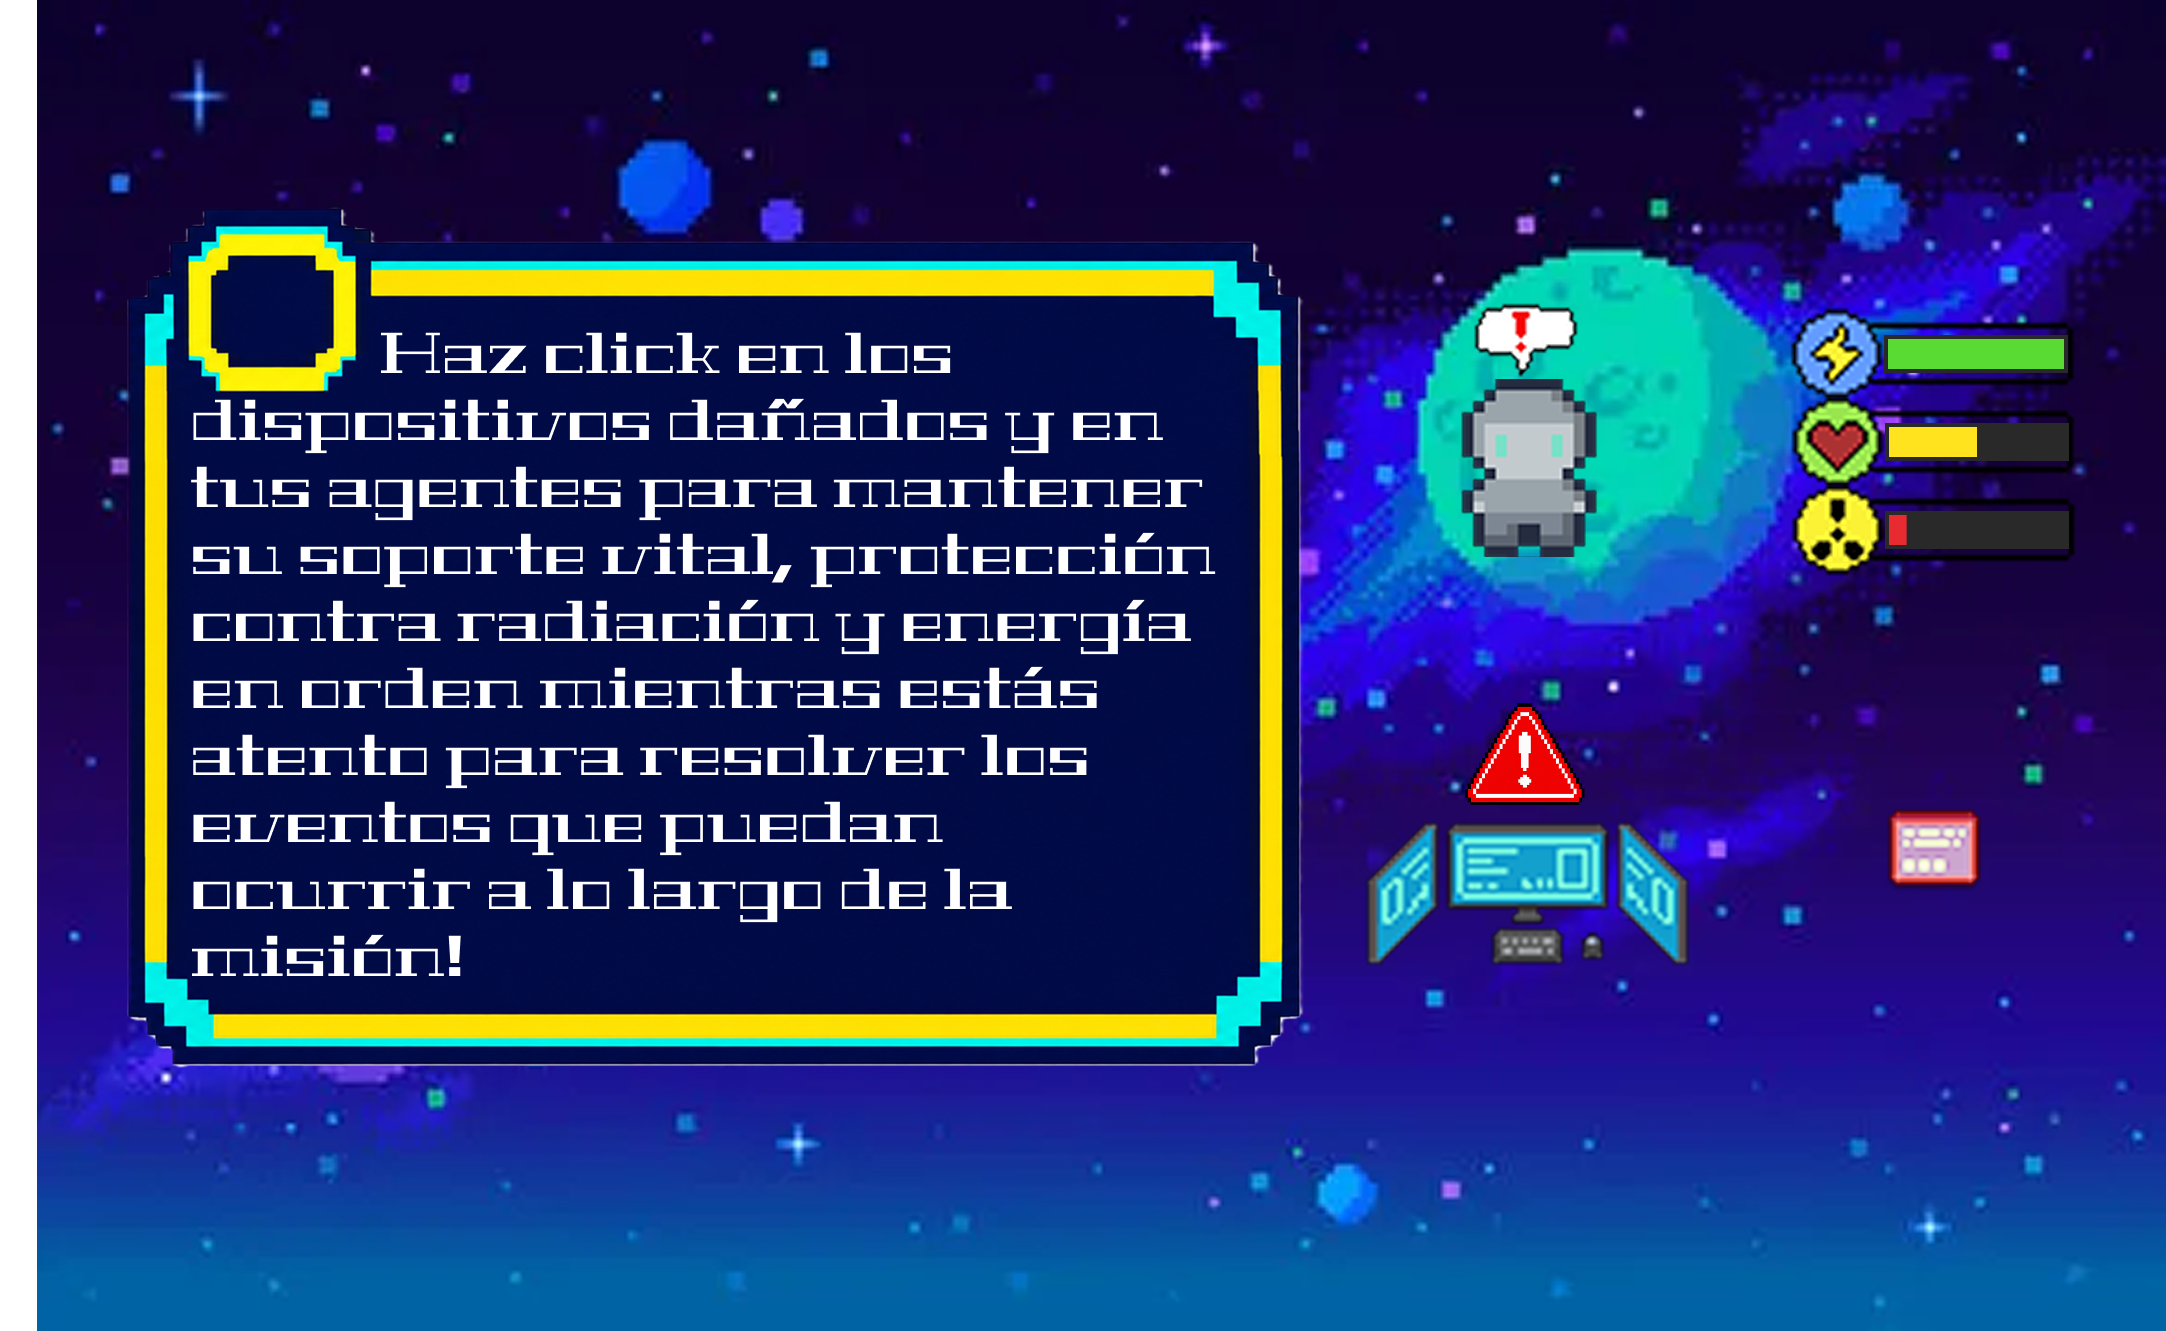 Haz click en los
dispositivos dañados y en
tus agentes para mantener
su soporte vital, protección
contra radiación y energía
en orden mientras estás
atento para resolver los
eventos que puedan
ocurrir a lo largo de la
misión!